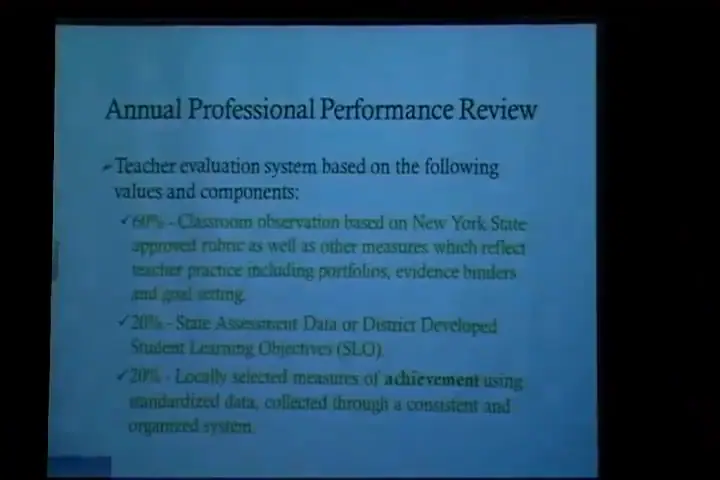 Annual Professional Performance Review
Teacher evaluation system based on the following
values and components:
60% - Classroom observation based on New York State
approved rubric as well as other measures which reflect
teacher practice including portfolios, evidence binders
and goal setting.
20% - State Assessment Data or District Developed
Student Learning Objectives (SLO)
20% - Locally selected measures of achievement using
standardized data, collected through a consistent and
organized system.